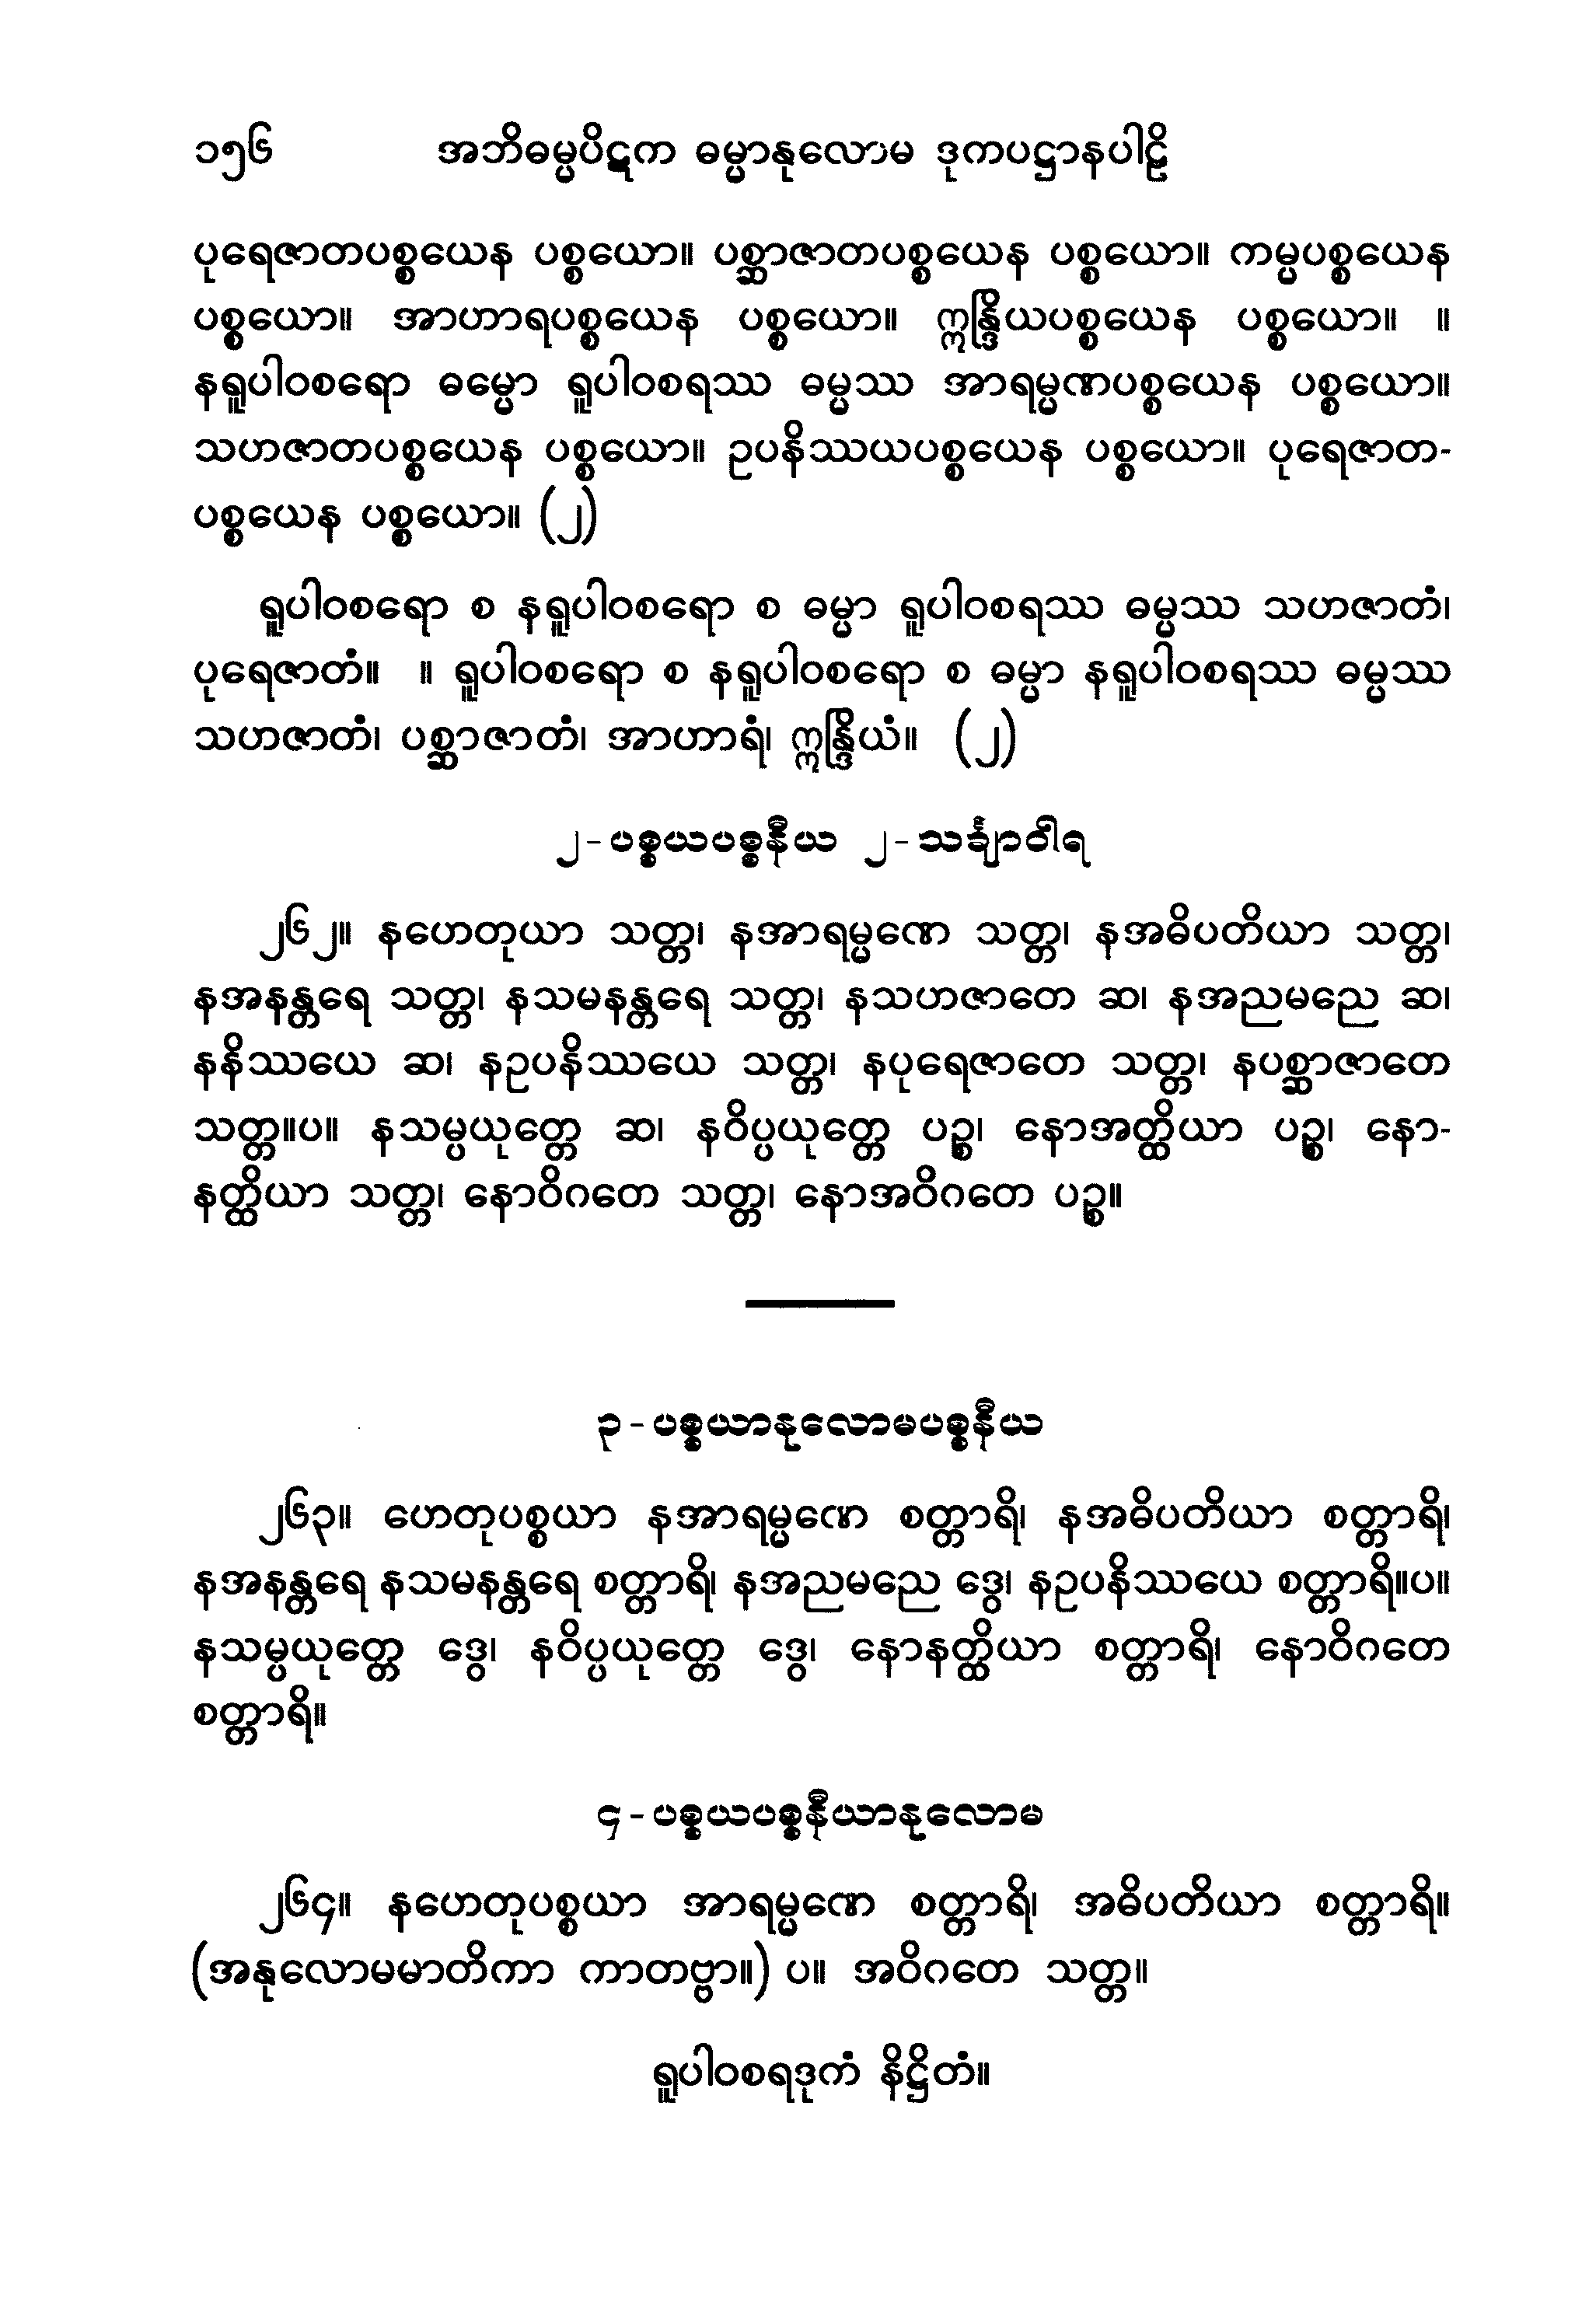 ၁၅၆ အဘိဓမ္မပိဋက ဓမ္မာနုလောမ ဒုကပဋ္ဌာနပါဠိ
ပုရေဇာတပစ္စယေန ပစ္စယော။ ပစ္ဆာဇာတပစ္စယေန ပစ္စယော။ ကမ္မပစ္စယေန
ပစ္စယော။ အာဟာရပစ္စယေန ပစ္စယော။ ဣန္ဒြိယပစ္စယေန ပစ္စယော။ ။
နရူပါဝစရော ဓမ္မော ရူပါဝစရဿ ဓမ္မဿ အာရမ္မဏပစ္စယေန ပစ္စယော။
သဟဇာတပစ္စယေန ပစ္စယော။ ဥပနိဿယပစ္စယေန ပစ္စယော။ ပုရေဇာတ-
ပစ္စယေန ပစ္စယော။ (၂)
ရူပါဝစရော စ နရူပါဝစရော စ ဓမ္မာ ရူပါဝစရဿ ဓမ္မဿ သဟဇာတံ၊
ပုရေဇာတံ။ ။ ရူပါဝစရော စ နရူပါဝစရော စ ဓမ္မာ နရူပါဝစရဿ ဓမ္မဿ
သဟဇာတံ၊ ပစ္ဆာဇာတံ၊ အာဟာရံ၊ ဣန္ဒြိယံ။ (၂)
၂-ပစ္စယပစ္စနီယ ၂-သင်္ချာဝါရ
၂၆၂။ နဟေတုယာ သတ္တ၊ နအာရမ္မဏေ သတ္တ၊ နအဓိပတိယာ သတ္တ၊
နအနန္တရေ သတ္တ၊ နသမနန္တရေ သတ္တ၊ နသဟဇာတေ ဆ၊ နအညမညေ ဆ၊
နနိဿယေ ဆ၊ နဥပနိဿယေ သတ္တ၊ နပုရေဇာတေ သတ္တ၊ နပစ္ဆာဇာတေ
သတ္တ။ပ။ နသမ္ပယုတ္တေ ဆ၊ နဝိပ္ပယုတ္တေ ပဉ္စ၊ နောအတ္ထိယာ ပဉ္စ၊ နော-
နတ္ထိယာ သတ္တ၊ နောဝိဂတေ သတ္တ၊ နောအဝိဂတေ ပဉ္စ။
၃-ပစ္စယာနုလောမပစ္စနီယ
၂၆၃။ ဟေတုပစ္စယာ နအာရမ္မဏေ စတ္တာရိ၊ နအဓိပတိယာ စတ္တာရိ၊
နအနန္တရေ နသမနန္တရေ စတ္တာရိ၊ နအညမညေ ဒွေ၊ နဥပနိဿယေ စတ္တာရိ။ပ။
နသမ္ပယုတ္တေ ဒွေ၊ နဝိပ္ပယုတ္တေ ဒွေ၊ နောနတ္ထိယာ စတ္တာရိ၊ နောဝိဂတေ
စတ္တာရိ။
၄-ပစ္စယပစ္စနီယာနုလောမ
၂၆၄။ နဟေတုပစ္စယာ အာရမ္မဏေ စတ္တာရိ၊ အဓိပတိယာ စတ္တာရိ။
(အနုလောမမာတိကာ ကာတဗ္ဗာ။) ပ။ အဝိဂတေ သတ္တ။
ရူပါဝစရဒုကံ နိဋ္ဌိတံ။